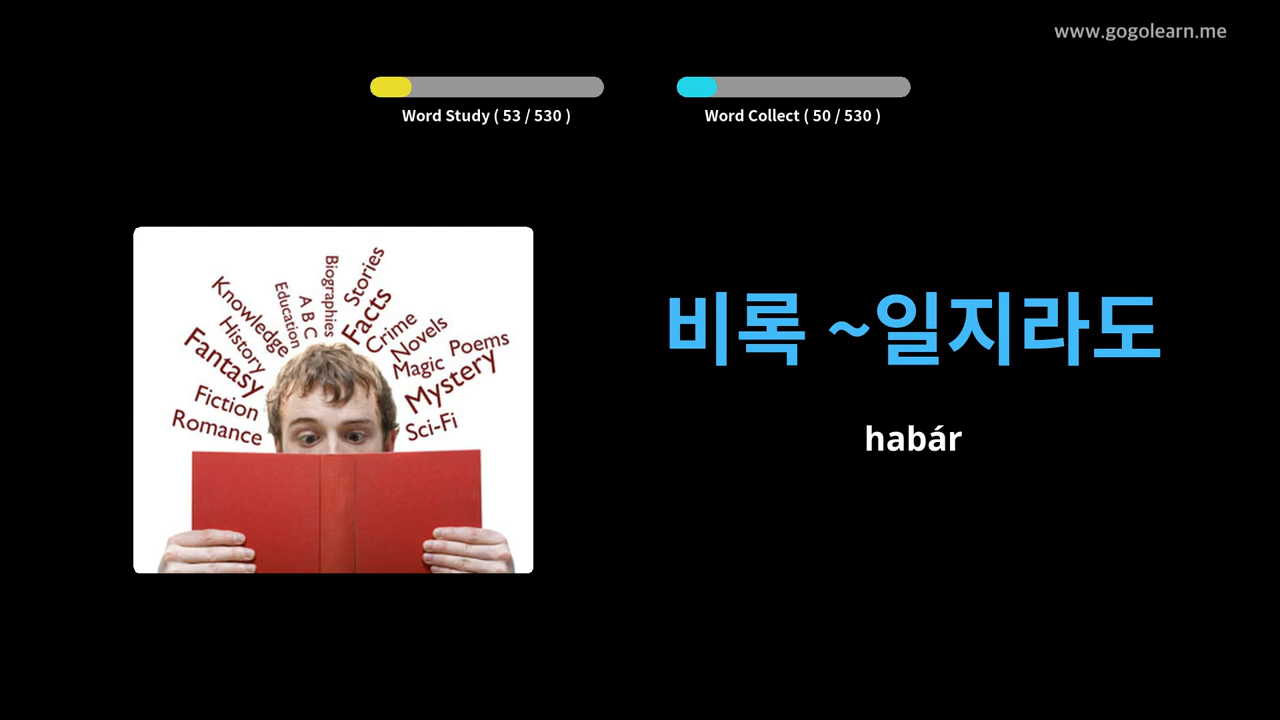 www.gogolearn.me
Word Study ( 53 / 530 )
Word Collect ( 50 / 530 )
Knowledge
Education
A B C
Biographies
Stories
Facts
Crime
Novels
Poems
History
Fantasy
Magic
Mystery
Fiction
Romance
Sci-Fi
비록 ~일지라도
habár